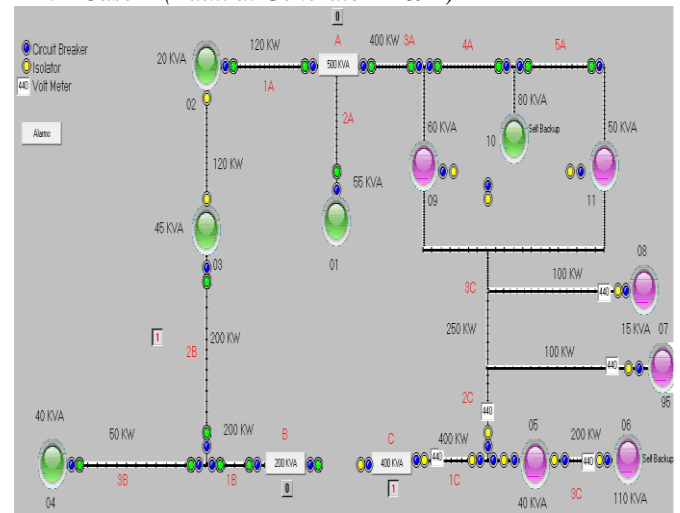 0
Circuit Breaker
Isolator
440 Volt Meter
Alarms
20 KVA
120 KW
A
400 KW
3A
4A
5A
500 KVA
1A
02
2A
80 KVA
60 KVA
10
Self Backup
50 KVA
120 KW
55 KVA
45 KVA
09
11
03
01
08
100 KW
3C
440
1
200 KW
2B
250 KW
15 KVA
07
100 KW
440
2C
95
40 KVA
440
50 KW
200 KW
B
C
400 KW
05
06
200 KW
200 KVA
400 KVA
440
440
Self Backup
3B
1B
0
1
1C
3C
04
40 KVA
110 KVA